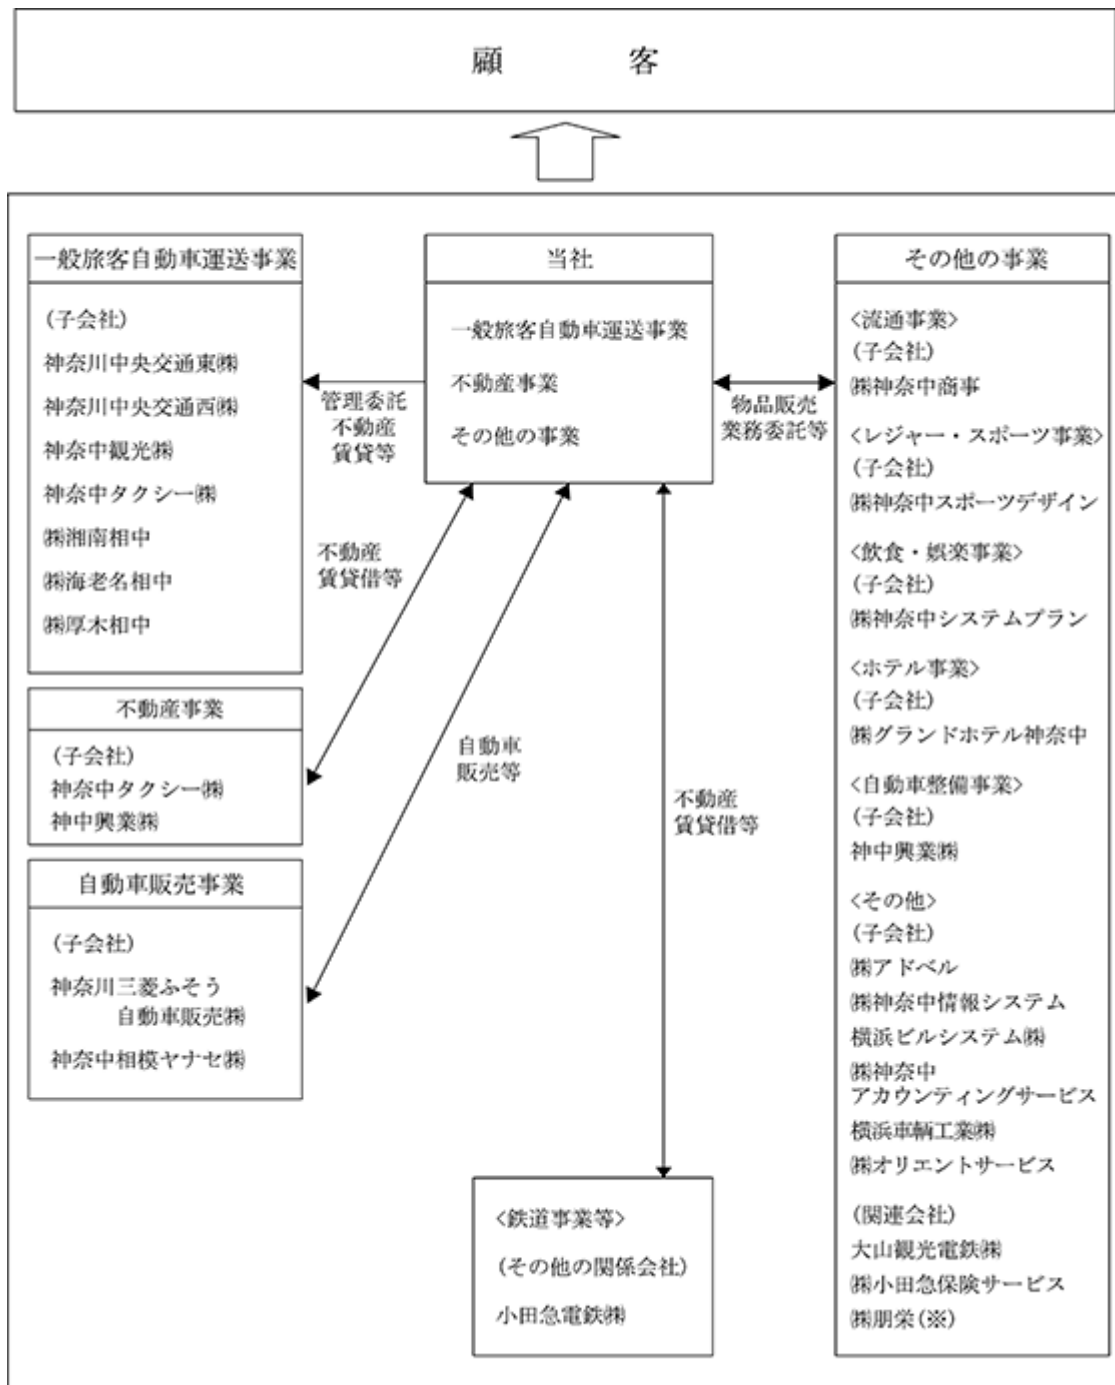 顧　客
一般旅客自動車運送事業
(子会社)
神奈川中央交通東㈱
神奈川中央交通西㈱
神奈中観光㈱
神奈中タクシー㈱
㈱湘南相中
㈱海老名相中
㈱厚木相中
不動産事業
(子会社)
神奈中タクシー㈱
神中興業㈱
自動車販売事業
(子会社)
神奈川三菱ふそう
自動車販売㈱
神奈中相模ヤナセ㈱
管理委託
不動産
賃貸等
不動産
賃貸借等
自動車
販売等
当社
一般旅客自動車運送事業
不動産事業
その他の事業
物品販売
業務委託等
不動産
賃貸借等
<鉄道事業等>
(その他の関係会社)
小田急電鉄㈱
その他の事業
<流通事業>
(子会社)
㈱神奈中商事
<レジャー・スポーツ事業>
(子会社)
㈱神奈中スポーツデザイン
<飲食・娯楽事業>
(子会社)
㈱神奈中システムプラン
<ホテル事業>
(子会社)
㈱グランドホテル神奈中
<自動車整備事業>
(子会社)
神中興業㈱
<その他>
(子会社)
㈱アドベル
㈱神奈中情報システム
横浜ビルシステム㈱
㈱神奈中
アカウンティングサービス
横浜車輌工業㈱
㈱オリエントサービス
(関連会社)
大山観光電鉄㈱
㈱小田急保険サービス
㈱朋栄(※)